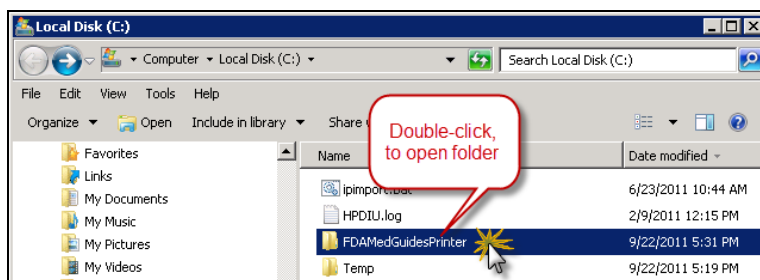 Local Disk (C:)
Computer Local Disk (C:) Search Local Disk (C:)
File Edit View Tools Help
Organize Open Include in library Share
Double-click,
to open folder
Favorites
Links
My Documents
My Music
My Pictures
My Videos
Name Date modified
ipimport.bat 6/23/2011 10:44 AM
HPDIU.log 2/9/2011 12:15 PM
FDAMedGuidesPrinter 9/22/2011 5:31 PM
Temp 9/22/2011 5:19 PM